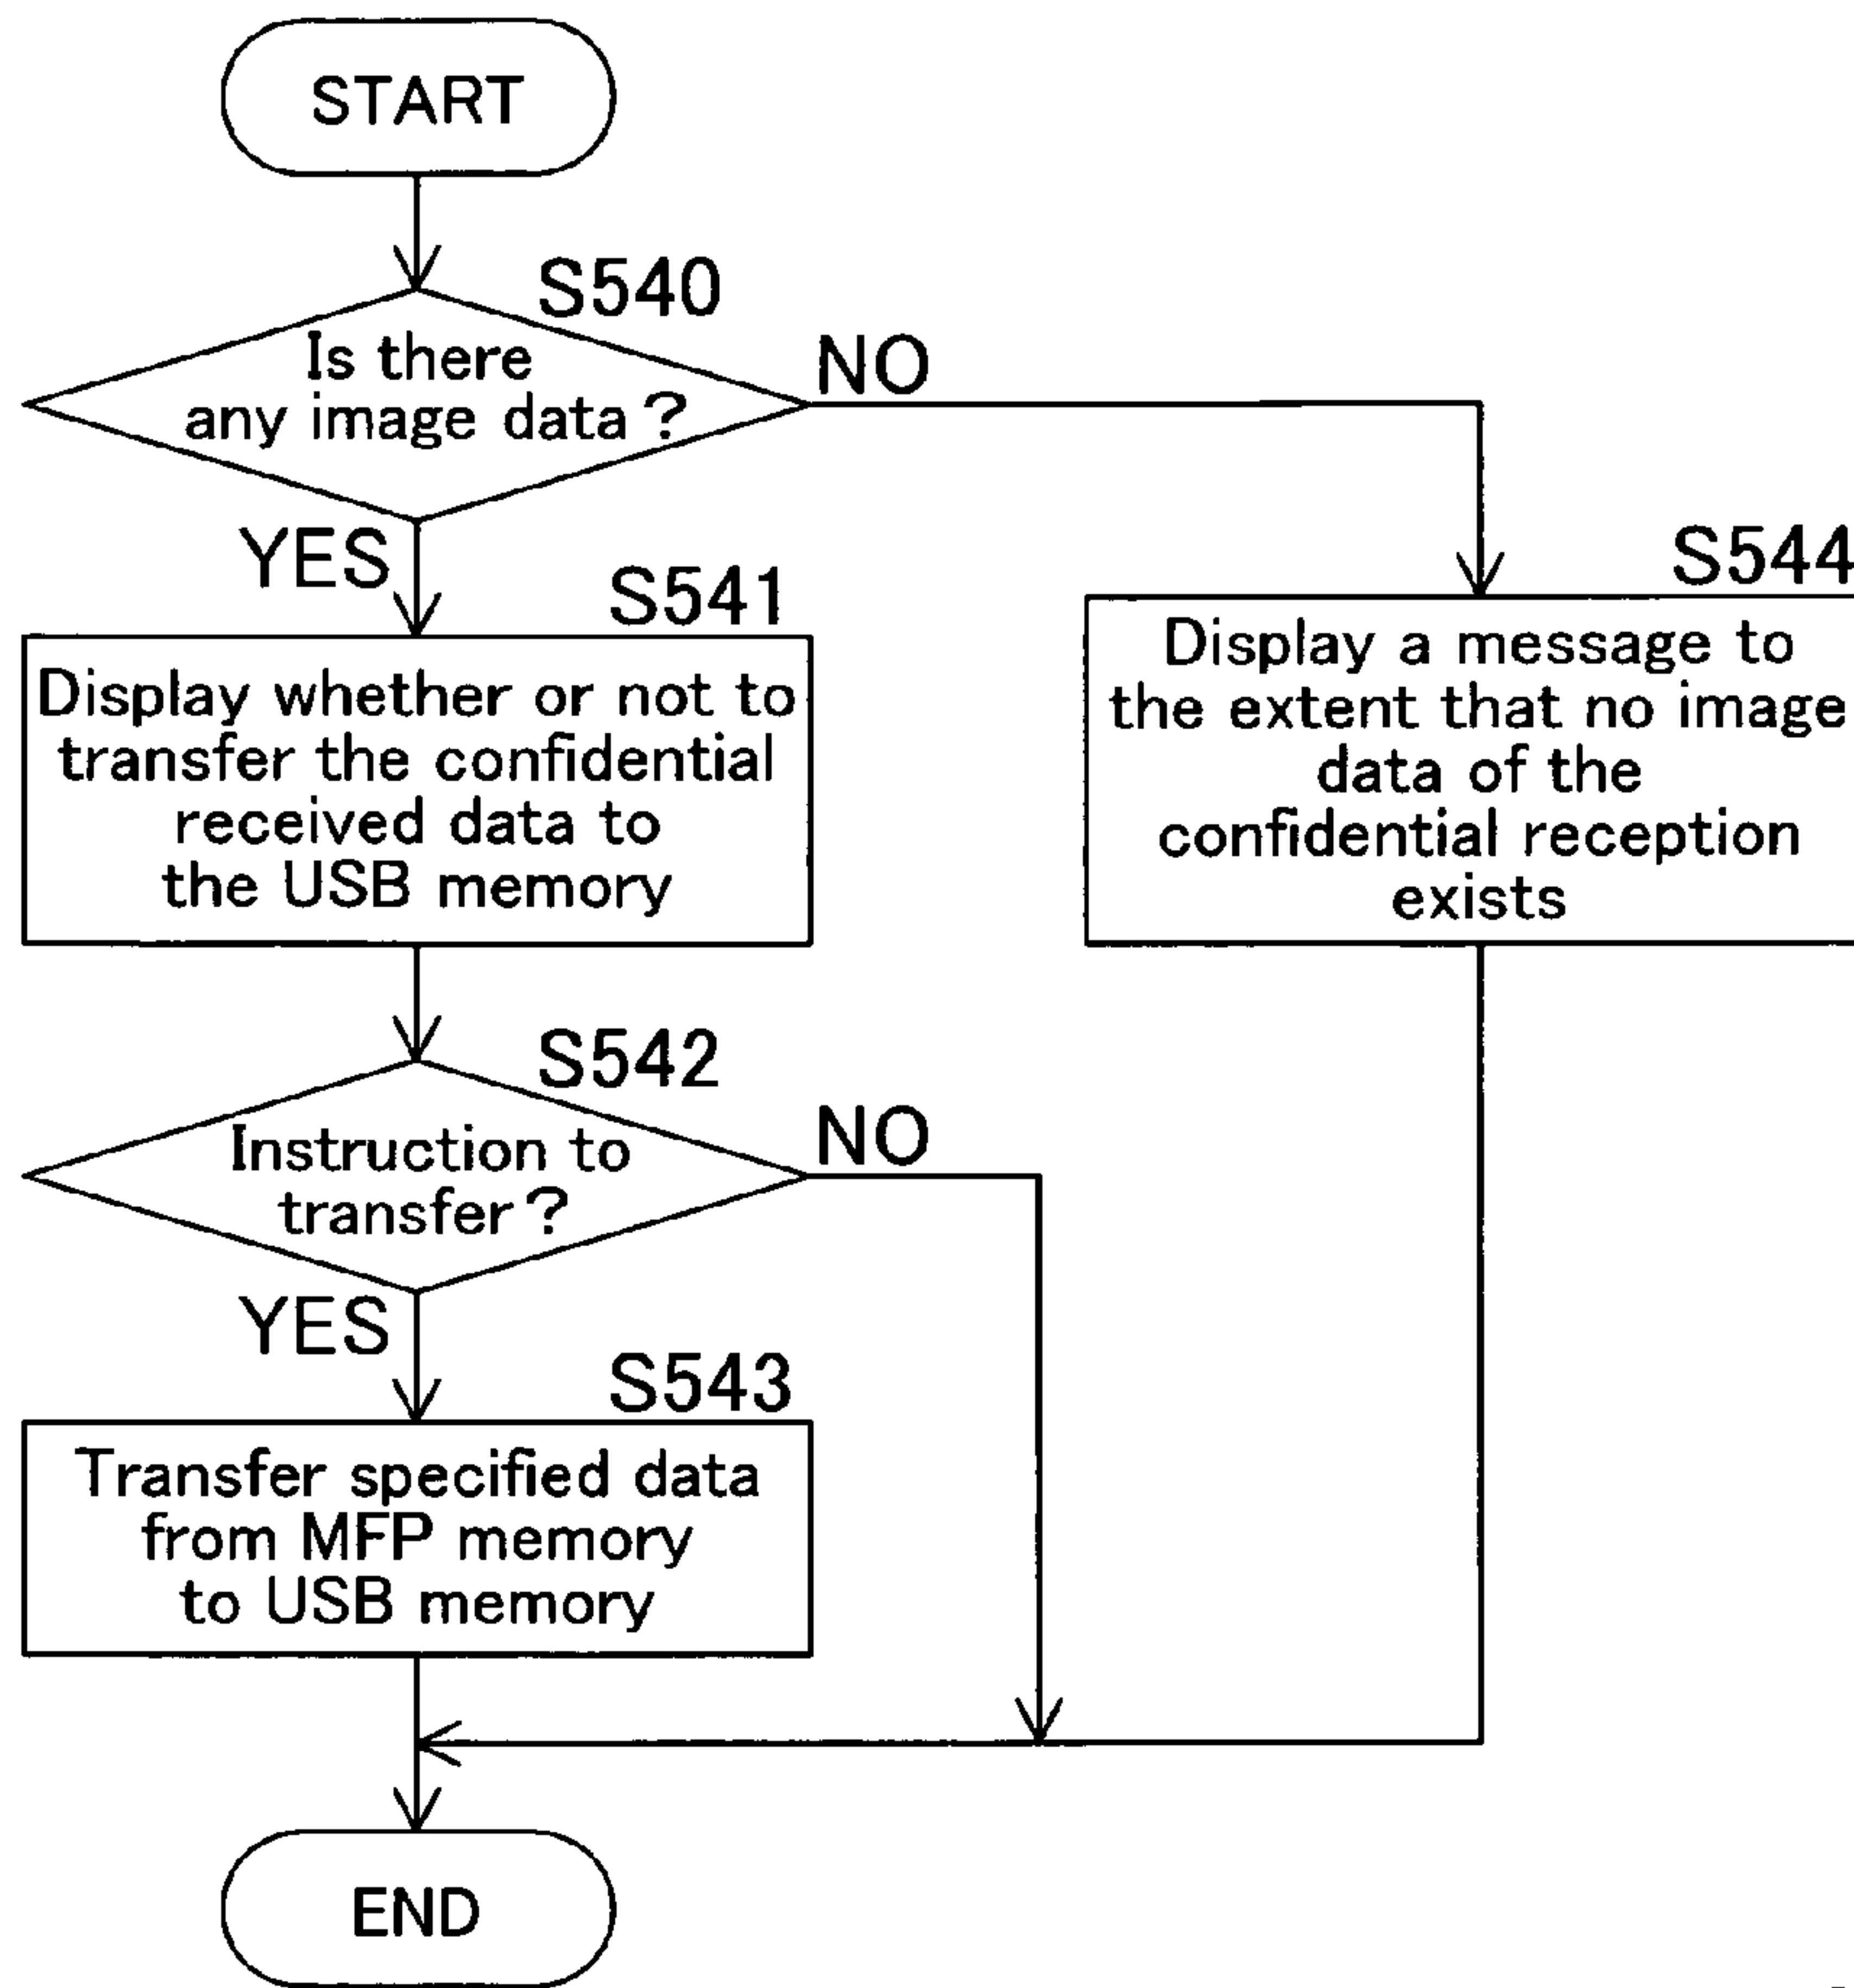 START
S540
Is there
any image data ?
NO
YES
S541
Display whether or not to
transfer the confidential
received data to
the USB memory
S544
Display a message to
the extent that no image
data of the
confidential reception
exists
S542
Instruction to
transfer ?
NO
YES
S543
Transfer specified data
from MFP memory
to USB memory
END